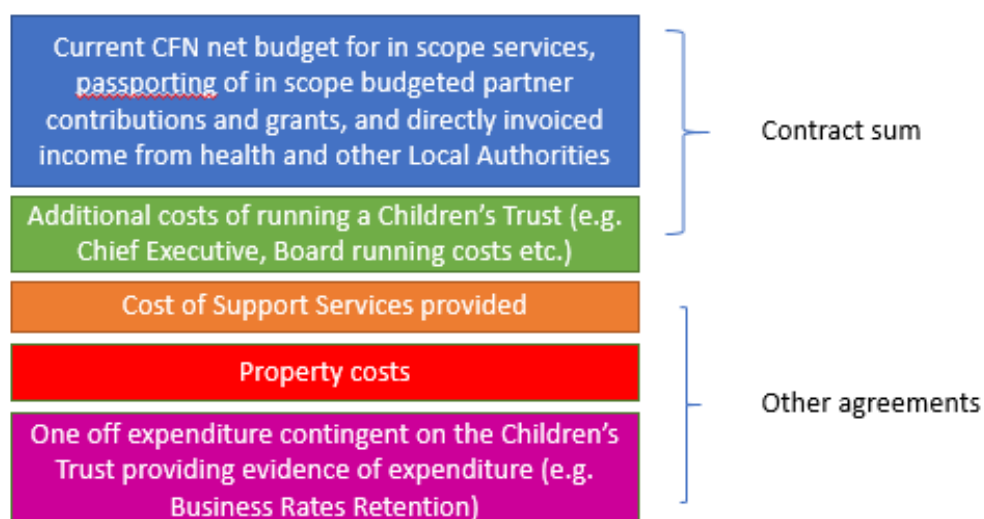 Current CFN net budget for in scope services,
passporting of in scope budgeted partner
contributions and grants, and directly invoiced
income from health and other Local Authorities
Contract sum
Additional costs of running a Children’s Trust (e.g.
Chief Executive, Board running costs etc.)
Cost of Support Services provided
Property costs
Other agreements
One off expenditure contingent on the Children’s
Trust providing evidence of expenditure (e.g.
Business Rates Retention)